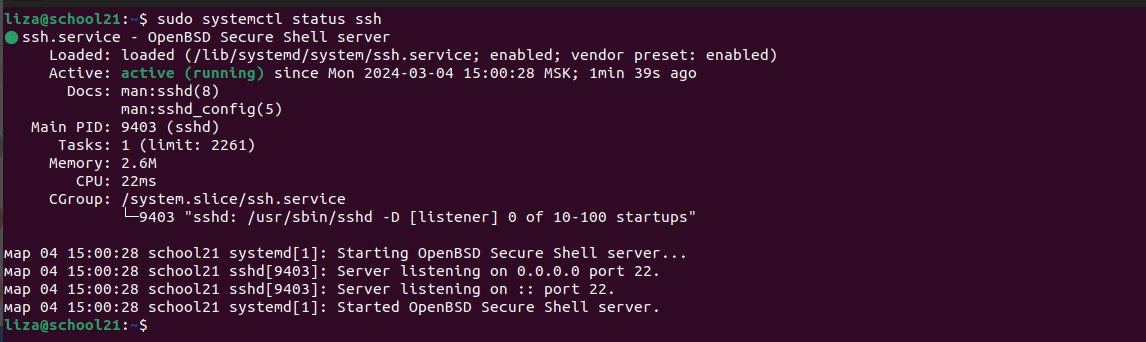 liza@school21:~$ sudo systemctl status ssh
● ssh.service - OpenBSD Secure Shell server
     Loaded: loaded (/lib/systemd/system/ssh.service; enabled; vendor preset: enabled)
     Active: active (running) since Mon 2024-03-04 15:00:28 MSK; 1min 39s ago
       Docs: man:sshd(8)
             man:sshd_config(5)
   Main PID: 9403 (sshd)
      Tasks: 1 (limit: 2261)
     Memory: 2.6M
        CPU: 22ms
     CGroup: /system.slice/ssh.service
             └─9403 "sshd: /usr/sbin/sshd -D [listener] 0 of 10-100 startups"

мар 04 15:00:28 school21 systemd[1]: Starting OpenBSD Secure Shell server...
мар 04 15:00:28 school21 sshd[9403]: Server listening on 0.0.0.0 port 22.
мар 04 15:00:28 school21 sshd[9403]: Server listening on :: port 22.
мар 04 15:00:28 school21 systemd[1]: Started OpenBSD Secure Shell server.
liza@school21:~$